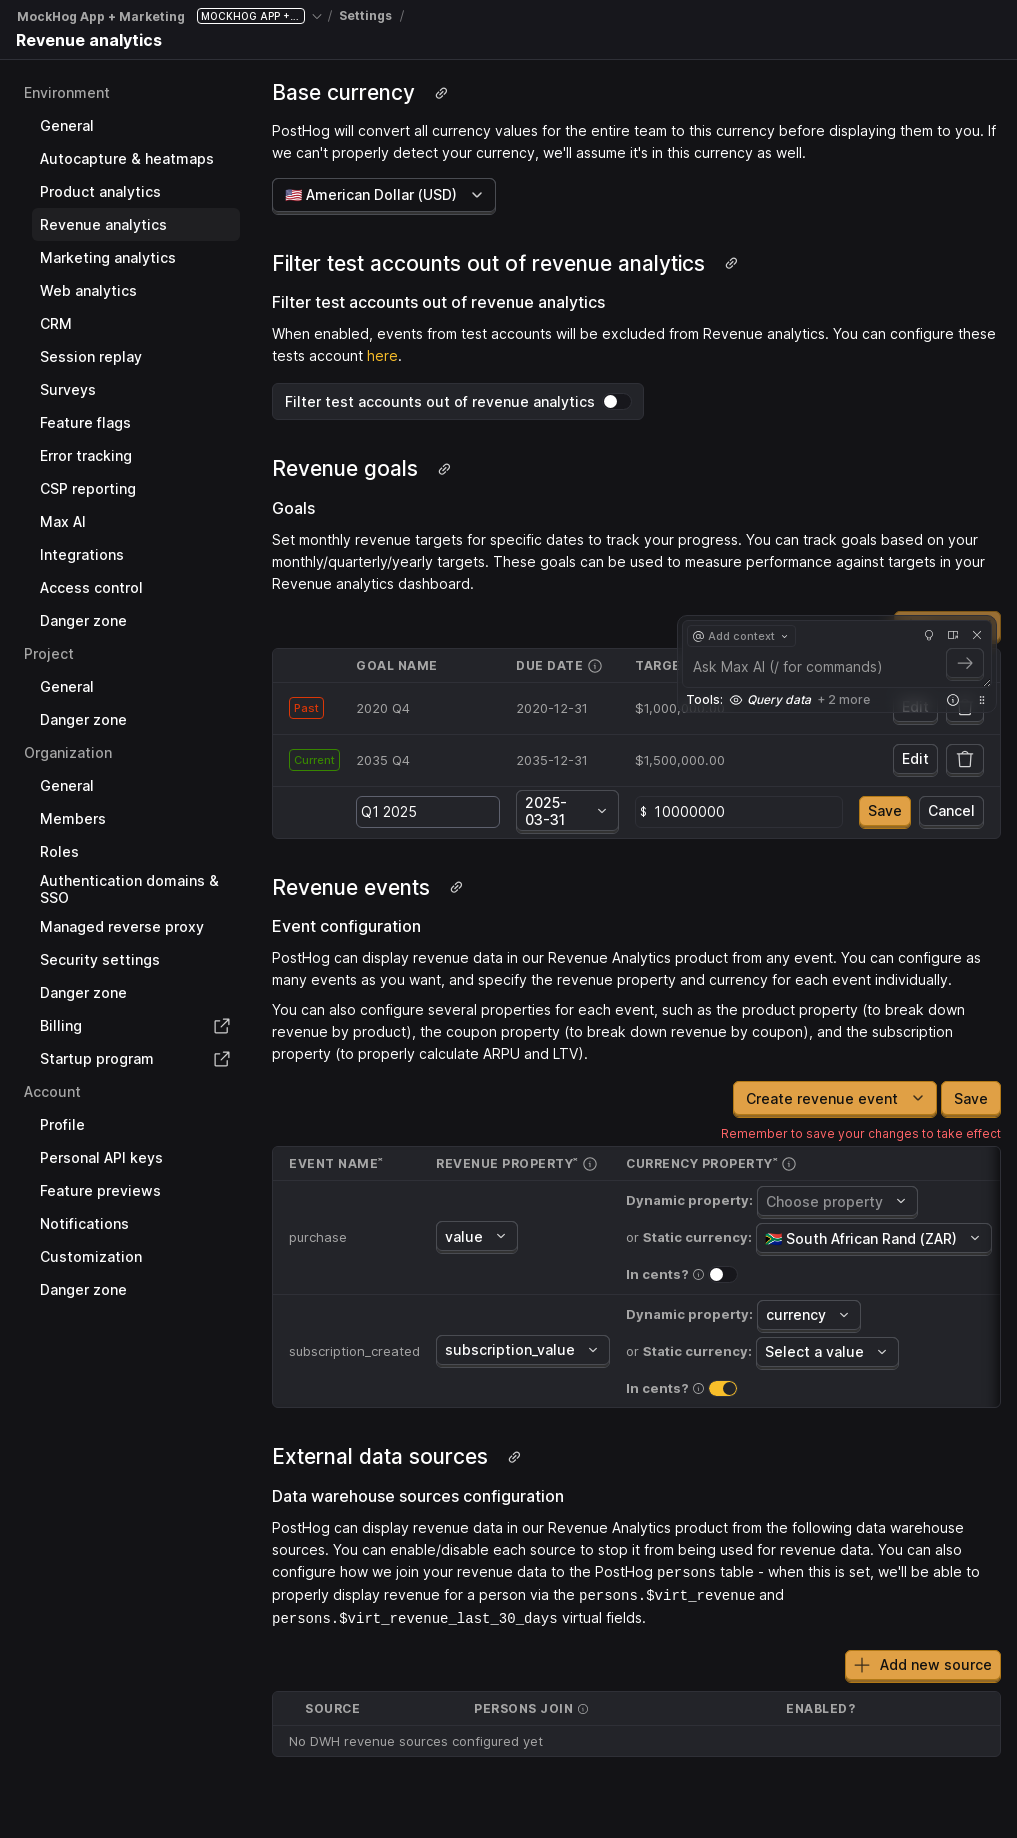 MockHog App + Marketing MOCKHOG APP +... / Settings /
Revenue analytics
Environment
General
Autocapture & heatmaps
Product analytics
Revenue analytics
Marketing analytics
Web analytics
CRM
Session replay
Surveys
Feature flags
Error tracking
CSP reporting
Max AI
Integrations
Access control
Danger zone
Project
General
Danger zone
Organization
General
Members
Roles
Authentication domains &
SSO
Managed reverse proxy
Security settings
Danger zone
Billing
Startup program
Account
Profile
Personal API keys
Feature previews
Notifications
Customization
Danger zone
Base currency
PostHog will convert all currency values for the entire team to this currency before displaying them to you. If
we can't properly detect your currency, we'll assume it's in this currency as well.
🇺🇸 American Dollar (USD)
Filter test accounts out of revenue analytics
Filter test accounts out of revenue analytics
When enabled, events from test accounts will be excluded from Revenue analytics. You can configure these
tests account here.
Filter test accounts out of revenue analytics
Revenue goals
Goals
Set monthly revenue targets for specific dates to track your progress. You can track goals based on your
monthly/quarterly/yearly targets. These goals can be used to measure performance against targets in your
Revenue analytics dashboard.
@ Add context
Ask Max AI (/ for commands)
Tools: Query data + 2 more
GOAL NAME DUE DATE TARGE
Past 2020 Q4 2020-12-31 $1,000,000.00 Edit
Current 2035 Q4 2035-12-31 $1,500,000.00 Edit
Q1 2025 2025-
03-31 $ 10000000 Save Cancel
Revenue events
Event configuration
PostHog can display revenue data in our Revenue Analytics product from any event. You can configure as
many events as you want, and specify the revenue property and currency for each event individually.
You can also configure several properties for each event, such as the product property (to break down
revenue by product), the coupon property (to break down revenue by coupon), and the subscription
property (to properly calculate ARPU and LTV).
Create revenue event Save
Remember to save your changes to take effect
EVENT NAME* REVENUE PROPERTY* CURRENCY PROPERTY*
Dynamic property: Choose property
purchase value or Static currency: 🇿🇦 South African Rand (ZAR)
In cents?
Dynamic property: currency
subscription_created subscription_value or Static currency: Select a value
In cents?
External data sources
Data warehouse sources configuration
PostHog can display revenue data in our Revenue Analytics product from the following data warehouse
sources. You can enable/disable each source to stop it from being used for revenue data. You can also
configure how we join your revenue data to the PostHog persons table - when this is set, we'll be able to
properly display revenue for a person via the persons.$virt_revenue and
persons.$virt_revenue_last_30_days virtual fields.
Add new source
SOURCE PERSONS JOIN ENABLED?
No DWH revenue sources configured yet